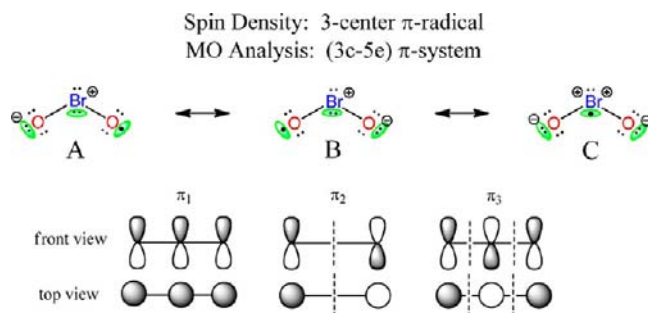 Spin Density: 3-center π-radical
MO Analysis: (3c-5e) π-system
⊖ O Br ⊕ O ⟷ O Br ⊕ O ⊖ ⟷ ⊖ O ⊕ Br ⊕ O ⊖
A B C
π₁ π₂ π₃
front view
top view